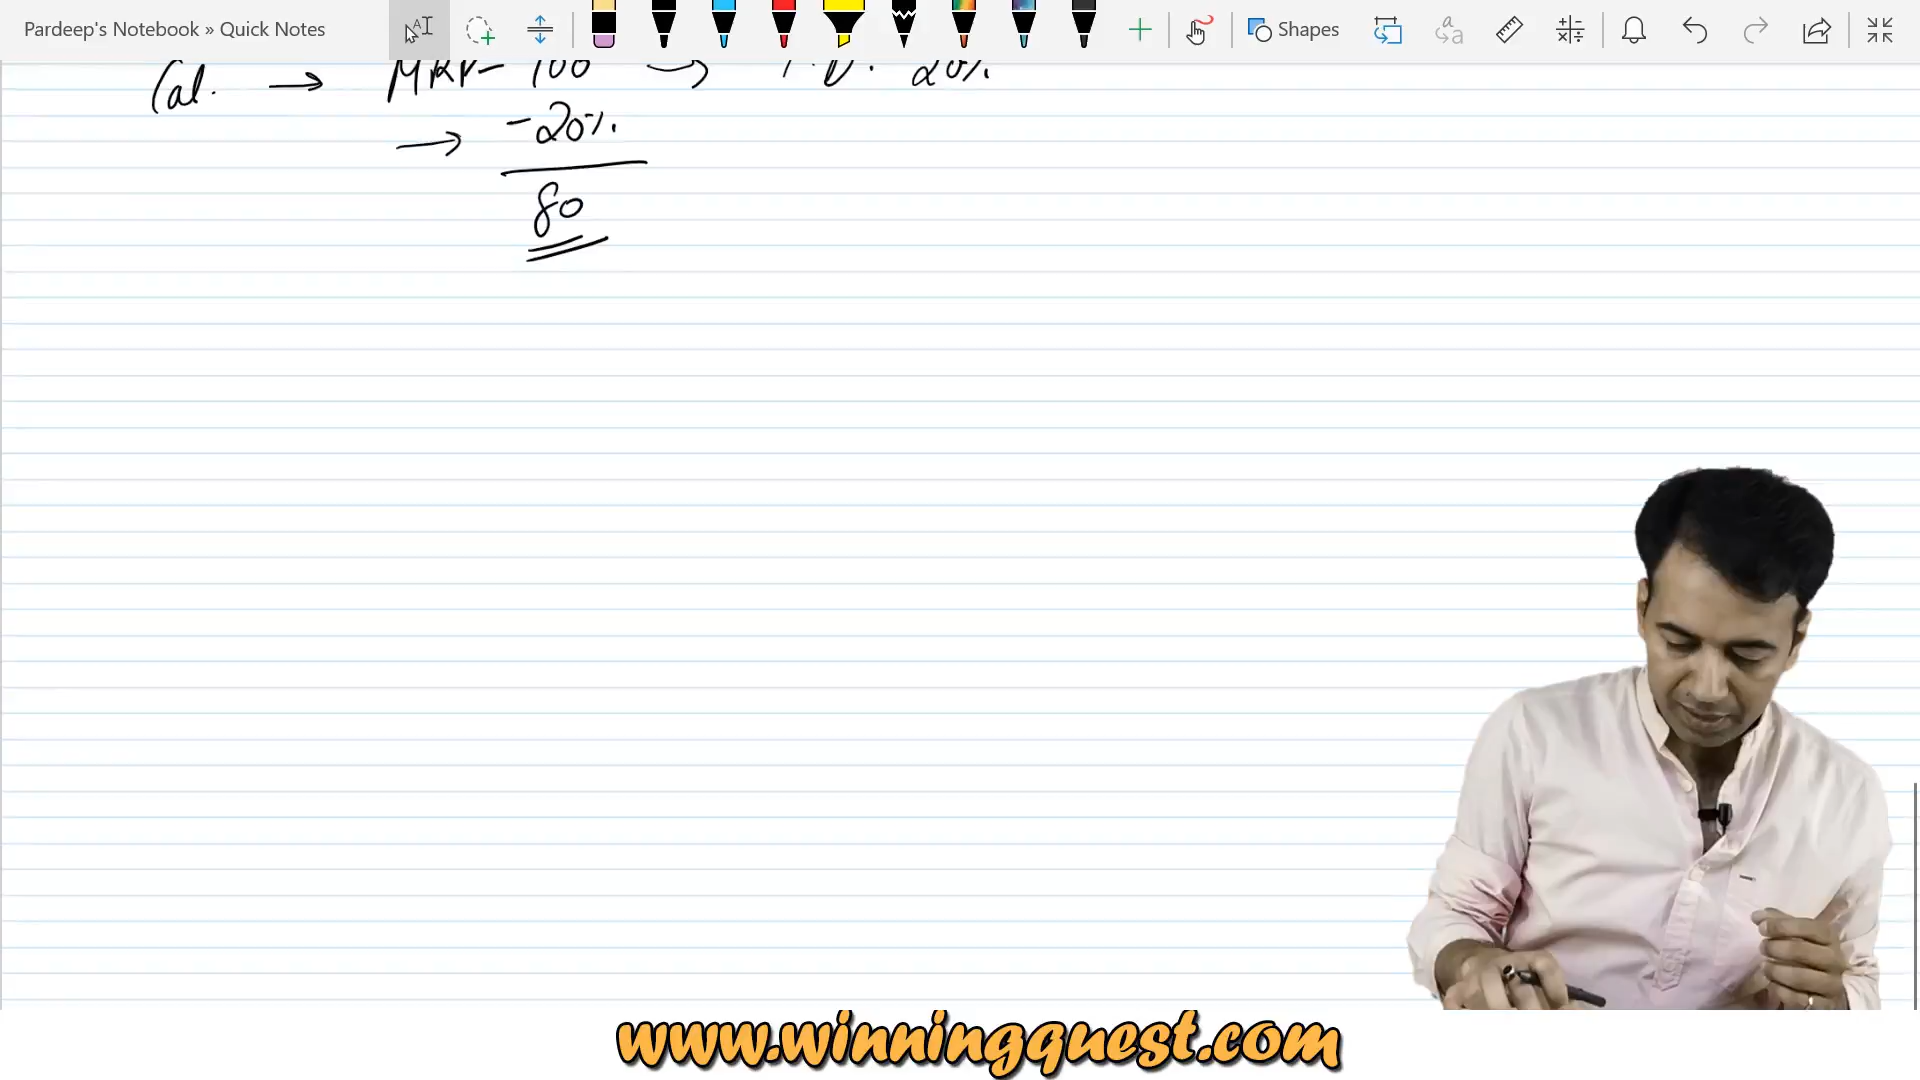 Pardeep's Notebook » Quick Notes
Shapes
Cal. → MRP - 100 → T.D. 20%
→ -20%
80
www.winningquest.com